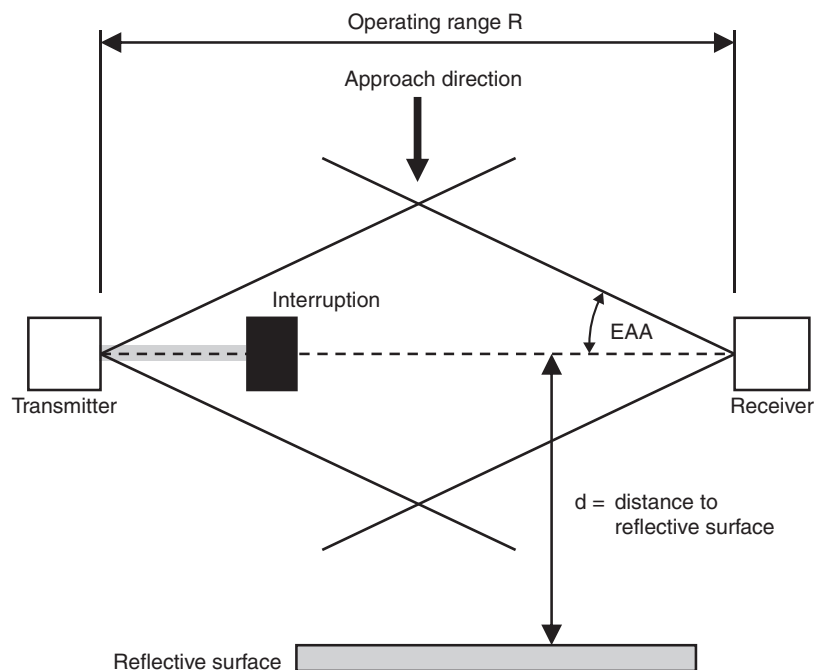 Operating range R
Approach direction
Interruption
EAA
Transmitter
Receiver
d = distance to
reflective surface
Reflective surface